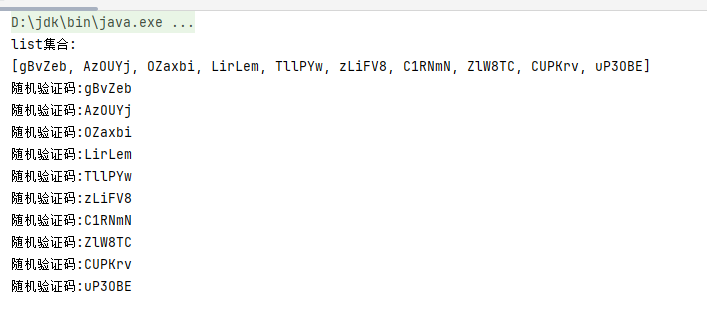 D:\jdk\bin\java.exe ...
list集合:
[gBvZeb, AzOUYj, OZaxbi, LirLem, TllPYw, zLiFV8, C1RNmN, ZlW8TC, CUPKrv, uP3OBE]
随机验证码:gBvZeb
随机验证码:AzOUYj
随机验证码:OZaxbi
随机验证码:LirLem
随机验证码:TllPYw
随机验证码:zLiFV8
随机验证码:C1RNmN
随机验证码:ZlW8TC
随机验证码:CUPKrv
随机验证码:uP3OBE